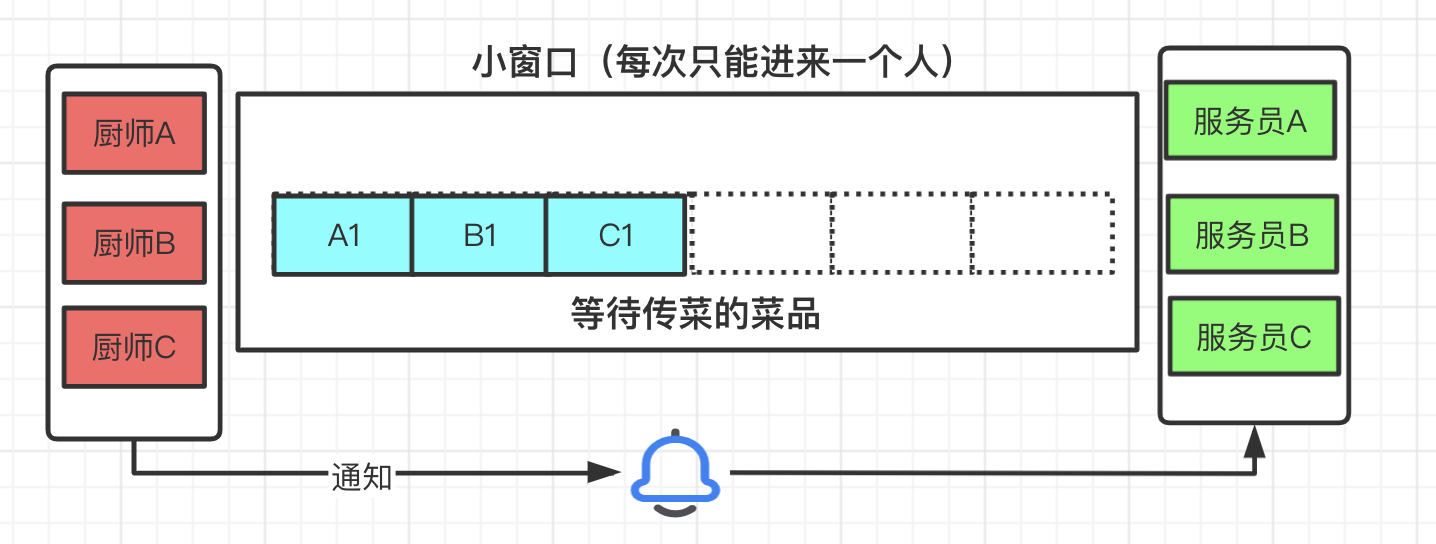 小窗口（每次只能进来一个人）
厨师A
厨师B
厨师C
A1
B1
C1
等待传菜的菜品
服务员A
服务员B
服务员C
通知